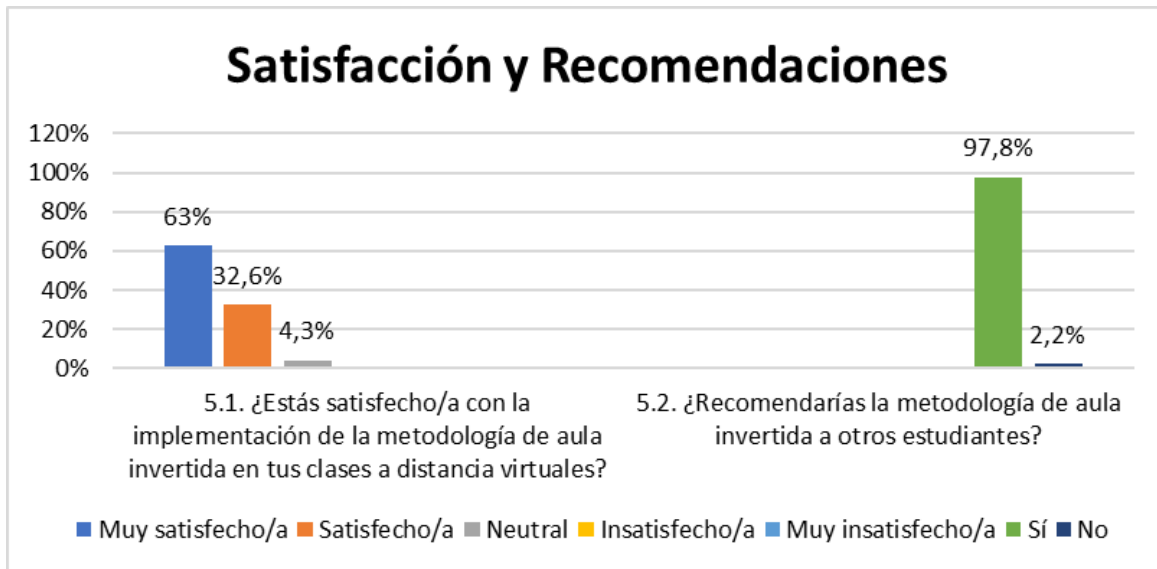 Satisfacción y Recomendaciones
120%
100%
80%
60%
40%
20%
0%
63%
32,6%
4,3%
97,8%
2,2%
5.1. ¿Estás satisfecho/a con la
implementación de la metodología de aula
invertida en tus clases a distancia virtuales?
5.2. ¿Recomendarías la metodología de aula
invertida a otros estudiantes?
Muy satisfecho/a Satisfecho/a Neutral Insatisfecho/a Muy insatisfecho/a Sí No